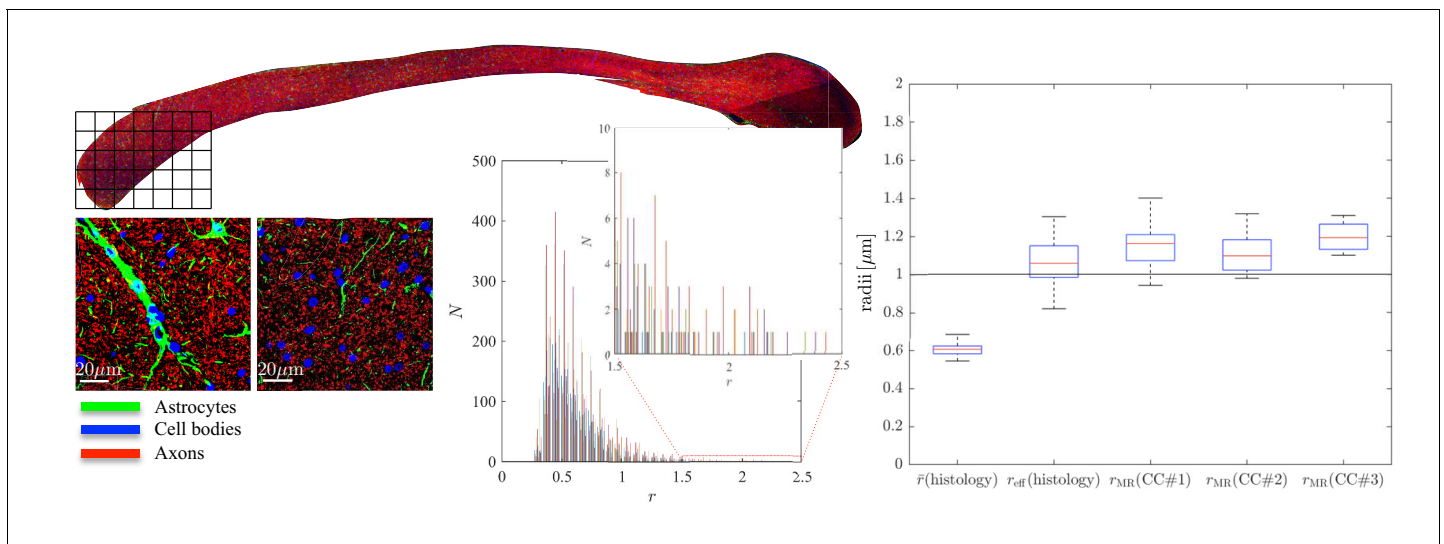 20μm
20μm
Astrocytes
Cell bodies
Axons
500
400
300
200
100
0
N
0
0.5
1
1.5
2
2.5
r
10
8
6
4
2
0
N
1.5
2
2.5
r
2
1.8
1.6
1.4
1.2
1
0.8
0.6
0.4
0.2
0
radii [μm]
r̄(histology) r_eff(histology) r_MR(CC#1) r_MR(CC#2) r_MR(CC#3)